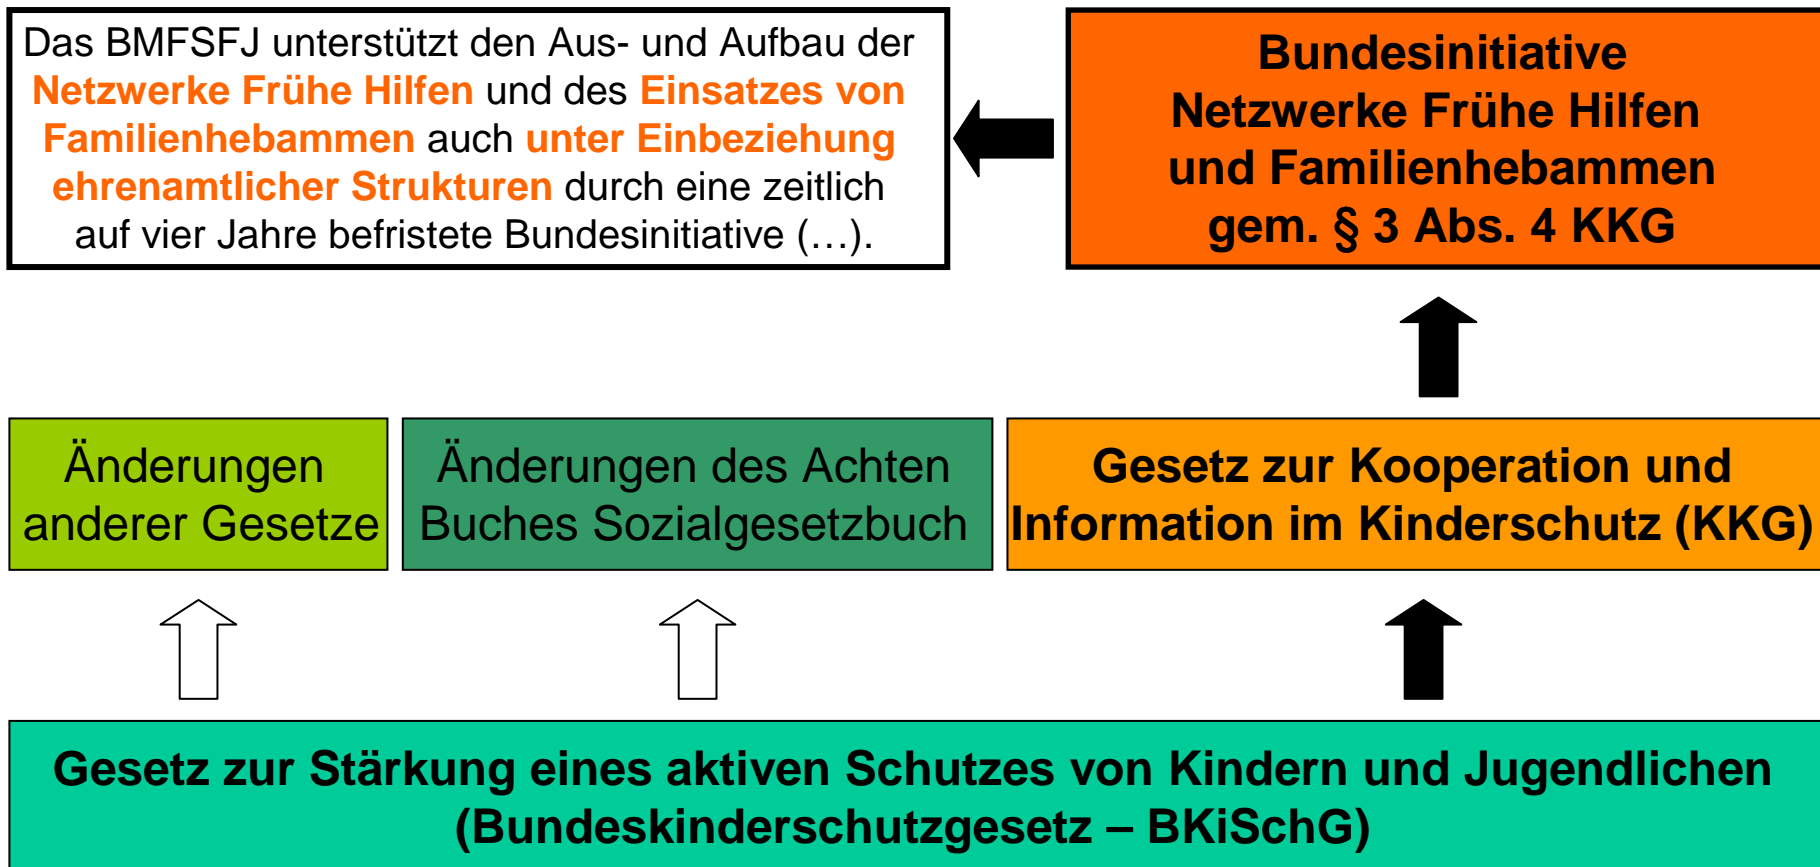 Das BMFSFJ unterstützt den Aus- und Aufbau der
Netzwerke Frühe Hilfen und des Einsatzes von
Familienhebammen auch unter Einbeziehung
ehrenamtlicher Strukturen durch eine zeitlich
auf vier Jahre befristete Bundesinitiative (…).
Bundesinitiative
Netzwerke Frühe Hilfen
und Familienhebammen
gem. § 3 Abs. 4 KKG
Änderungen
anderer Gesetze
Änderungen des Achten
Buches Sozialgesetzbuch
Gesetz zur Kooperation und
Information im Kinderschutz (KKG)
Gesetz zur Stärkung eines aktiven Schutzes von Kindern und Jugendlichen
(Bundeskinderschutzgesetz – BKiSchG)